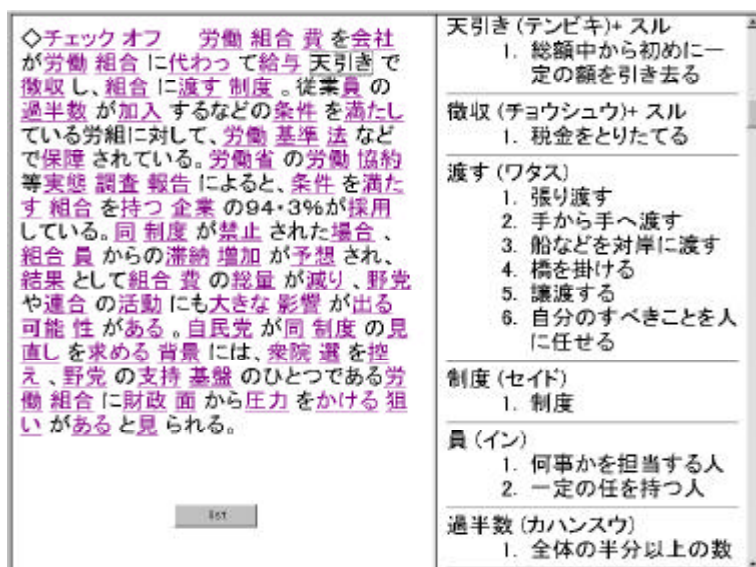 ◇チェック オフ　労働 組合 費 を会社
が労働 組合 に代わっ て給与 天引き で
徴収 し、組合 に渡す 制度 。従業員 の
過半数 が加入 するなどの条件 を満たし
ている労組に対して、労働 基準 法 など
で保障 されている。労働省 の労働 協約
等実態 調査 報告 によると、条件 を満た
す 組合 を持つ 企業 の94・3%が採用
している。同 制度 が禁止 された場合 、
組合 員 からの滞納 増加 が予想 され、
結果 として組合 費 の総量 が減り 、野党
や連合 の活動 にも大きな 影響 が出る
可能 性 がある 。自民党 が同 制度 の見
直し を求める 背景 には、衆院 選 を控
え 、野党 の支持 基盤 のひとつである労
働 組合 に財政 面 から圧力 をかける 狙
い がある と見 られる。
list
天引き (テンビキ)+ スル
1. 総額中から初めに一
定の額を引き去る
徴収 (チョウシュウ)+ スル
1. 税金をとりたてる
渡す (ワタス)
1. 張り渡す
2. 手から手へ渡す
3. 船などを対岸に渡す
4. 橋を掛ける
5. 譲渡する
6. 自分のすべきことを人
に任せる
制度 (セイド)
1. 制度
員 (イン)
1. 何事かを担当する人
2. 一定の任を持つ人
過半数 (カハンスウ)
1. 全体の半分以上の数